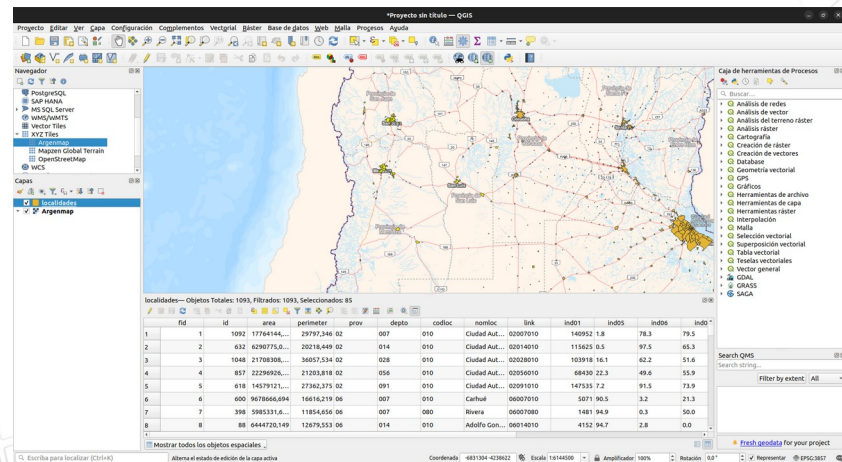 *Proyecto sin título — QGIS
Proyecto Editar Ver Capa Configuración Complementos Vectorial Ráster Base de datos Web Malla Procesos Ayuda
Navegador
PostgreSQL
SAP HANA
MS SQL Server
WMS/WMTS
Vector Tiles
XYZ Tiles
Argenmap
Mapzen Global Terrain
OpenStreetMap
WCS
Capas
localidades
Argenmap
Caja de herramientas de Procesos
Buscar...
Análisis de redes
Análisis de vector
Análisis del terreno ráster
Análisis ráster
Cartografía
Creación de ráster
Creación de vectores
Database
Geometría vectorial
GPS
Gráficos
Herramientas de archivo
Herramientas de capa
Herramientas ráster
Interpolación
Malla
Selección vectorial
Superposición vectorial
Tabla vectorial
Teselas vectoriales
Vector general
GDAL
GRASS
SAGA
Search QMS
Search string...
Filter by extent All
Fresh geodata for your project
localidades— Objetos Totales: 1093, Filtrados: 1093, Seleccionados: 85
fid id area perimeter prov depto codloc nomloc link ind01 ind05 ind06 ind0
1 1 1092 17764144,... 29797,346 02 007 010 Ciudad Aut... 02007010 140952 1.8 78.3 79.5
2 2 632 6290775,0... 20218,449 02 014 010 Ciudad Aut... 02014010 115625 0.5 97.5 65.3
3 3 1048 21708308,... 36057,534 02 028 010 Ciudad Aut... 02028010 103918 16.1 62.2 51.6
4 4 857 22296926,... 21203,818 02 056 010 Ciudad Aut... 02056010 68430 22.3 49.6 55.9
5 5 618 14579121,... 27362,375 02 091 010 Ciudad Aut... 02091010 147535 7.2 91.5 73.9
6 6 600 9678666,694 16616,219 06 007 010 Carhué 06007010 5071 90.5 3.2 21.3
7 7 398 5985331,6... 11854,656 06 007 080 Rivera 06007080 1481 94.9 0.3 50.0
8 8 88 6444720,149 12679,553 06 014 010 Adolfo Gon... 06014010 4152 94.7 2.8 0.0
Mostrar todos los objetos espaciales
Escriba para localizar (Ctrl+K)
Alterna el estado de edición de la capa activa
Coordenada -6831304 -4238622 Escala 1:6144500 Amplificador 100% Rotación 0,0° Representar EPSG:3857